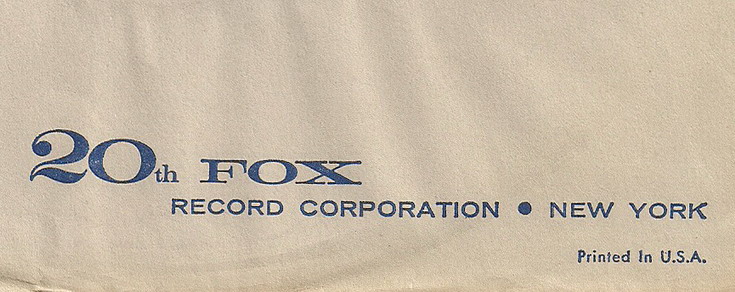 20th FOX
RECORD CORPORATION • NEW YORK
Printed In U.S.A.